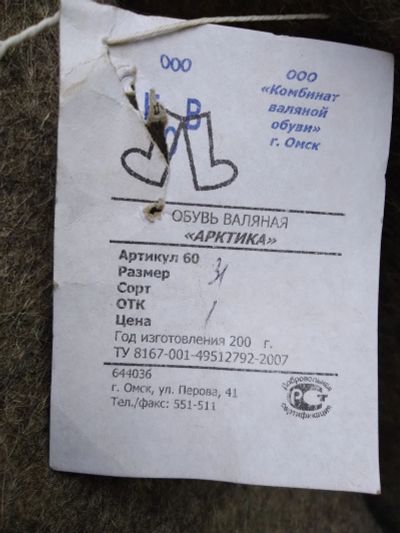 ООО
ООО
«Комбинат
валяной
обуви»
г. Омск
К В
О
ОБУВЬ ВАЛЯНАЯ
«АРКТИКА»
Артикул 60
Размер 31
Сорт
ОТК 1
Цена
Год изготовления 200 г.
ТУ 8167-001-49512792-2007
644036
г. Омск, ул. Перова, 41
Тел./факс: 551-511
Добровольная
РСТ
сертификация